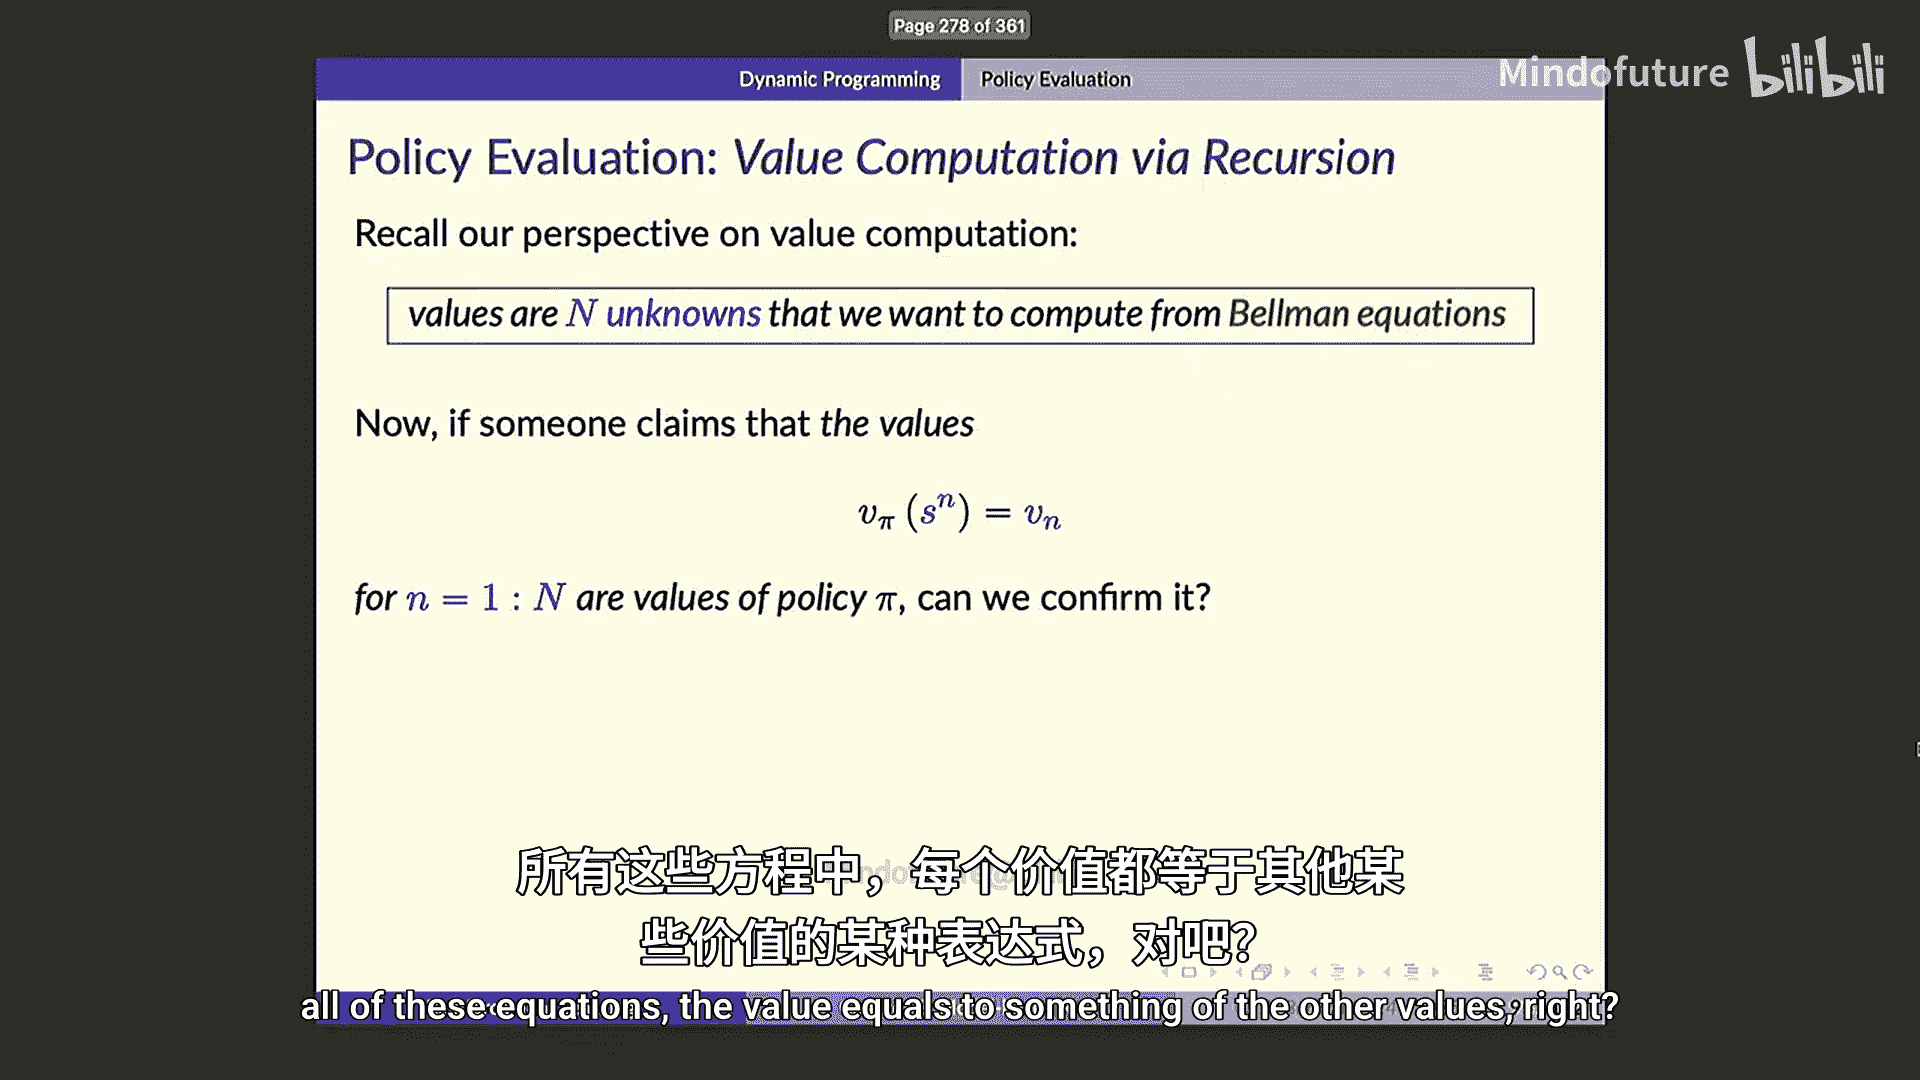 Page 278 of 361
Dynamic Programming
Policy Evaluation
Mindofuture bilibili
Policy Evaluation: Value Computation via Recursion
Recall our perspective on value computation:
values are N unknowns that we want to compute from Bellman equations
Now, if someone claims that the values
v_π (s^n) = v_n
for n = 1 : N are values of policy π, can we confirm it?
所有这些方程中，每个价值都等于其他某
些价值的某种表达式，对吧？
all of these equations, the value equals to something of the other values, right?